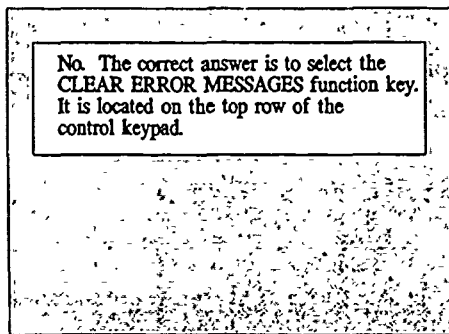 No. The correct answer is to select the
CLEAR ERROR MESSAGES function key.
It is located on the top row of the
control keypad.